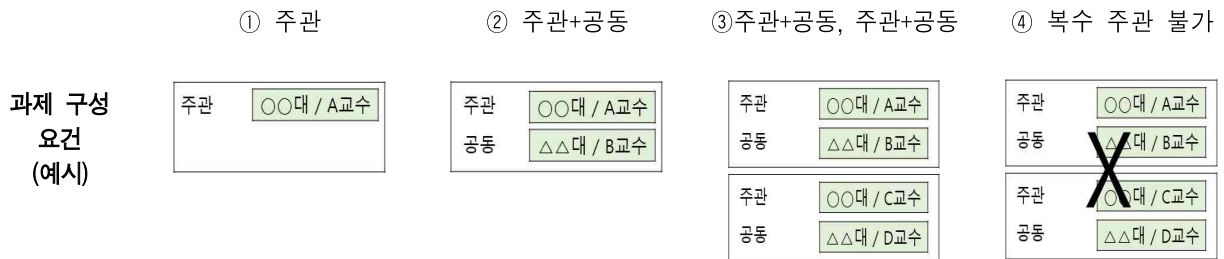 ① 주관 ② 주관+공동 ③주관+공동, 주관+공동 ④ 복수 주관 불가
과제 구성
요건
(예시)
주관 ○○대 / A교수
주관 ○○대 / A교수
공동 △△대 / B교수
주관 ○○대 / A교수
공동 △△대 / B교수
주관 ○○대 / C교수
공동 △△대 / D교수
주관 ○○대 / A교수
공동 △△대 / B교수
주관 ○○대 / C교수
공동 △△대 / D교수
X